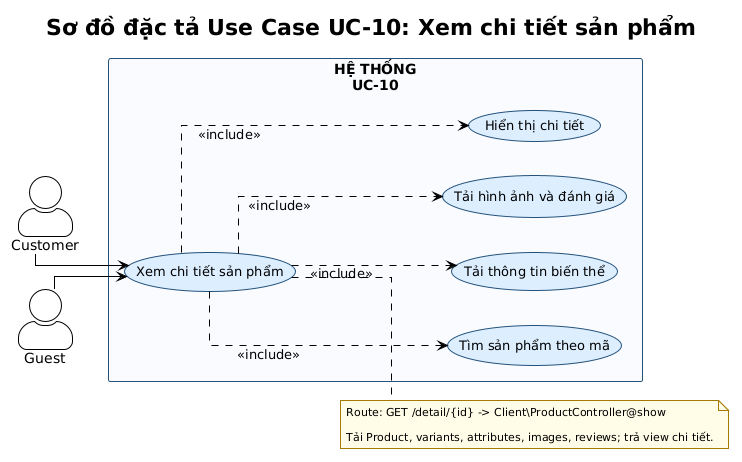 Sơ đồ đặc tả Use Case UC-10: Xem chi tiết sản phẩm
HỆ THỐNG
UC-10
Hiển thị chi tiết
«include»
Tải hình ảnh và đánh giá
«include»
Customer
Xem chi tiết sản phẩm
«include»
Tải thông tin biến thể
Guest
Tìm sản phẩm theo mã
«include»
Route: GET /detail/{id} -> Client\ProductController@show
Tải Product, variants, attributes, images, reviews; trả view chi tiết.